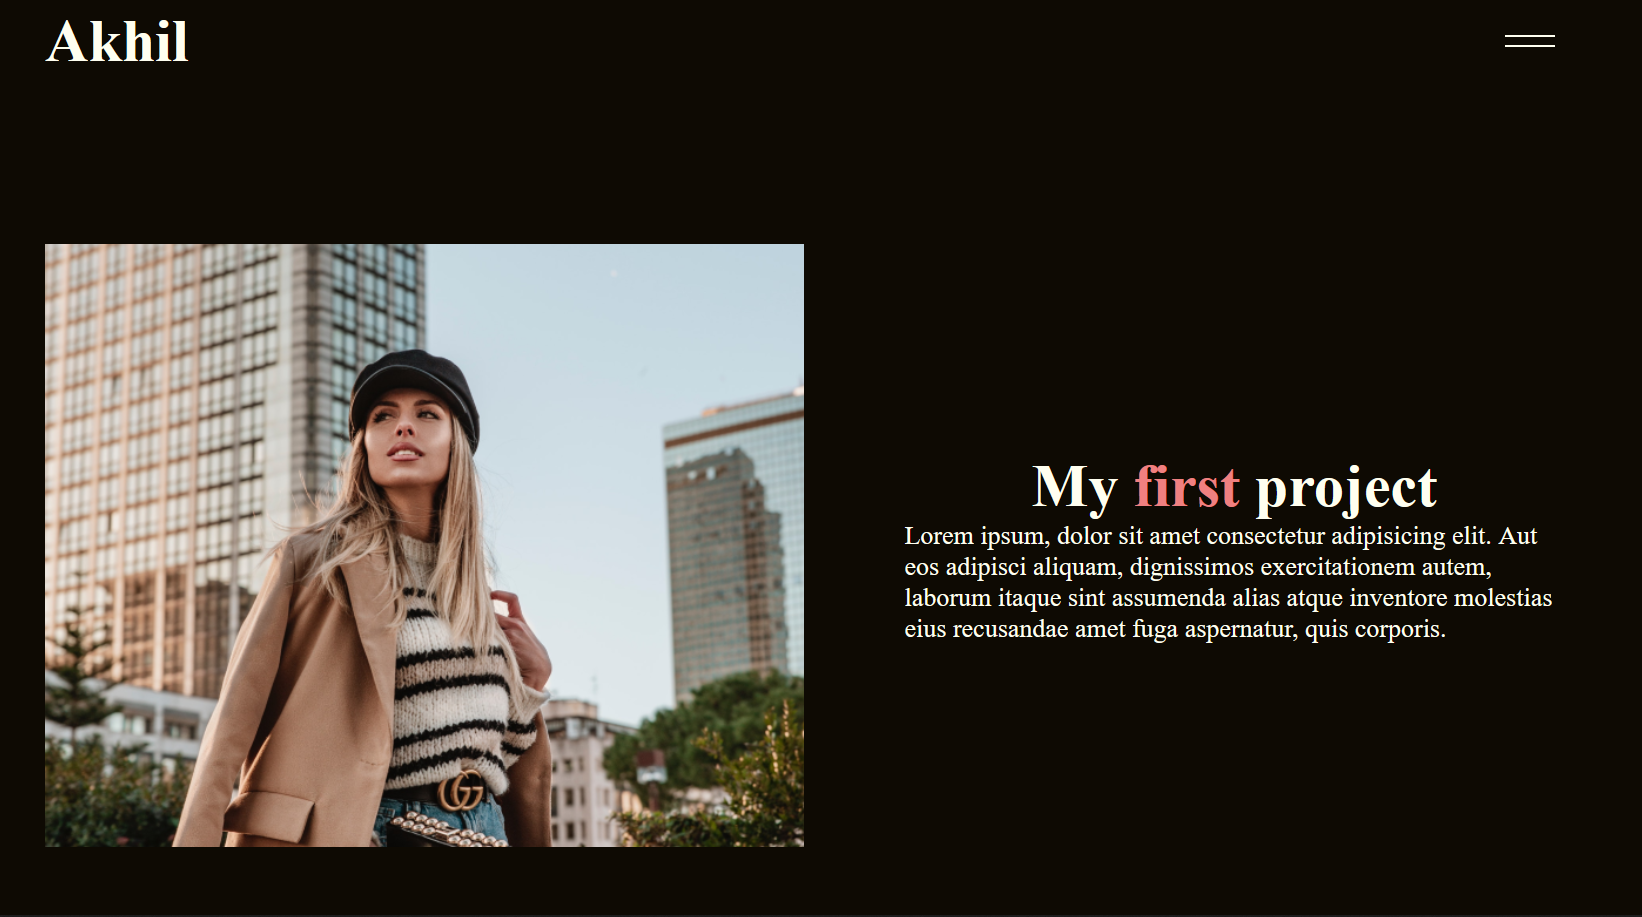 Akhil
My first project
Lorem ipsum, dolor sit amet consectetur adipisicing elit. Aut
eos adipisci aliquam, dignissimos exercitationem autem,
laborum itaque sint assumenda alias atque inventore molestias
eius recusandae amet fuga aspernatur, quis corporis.